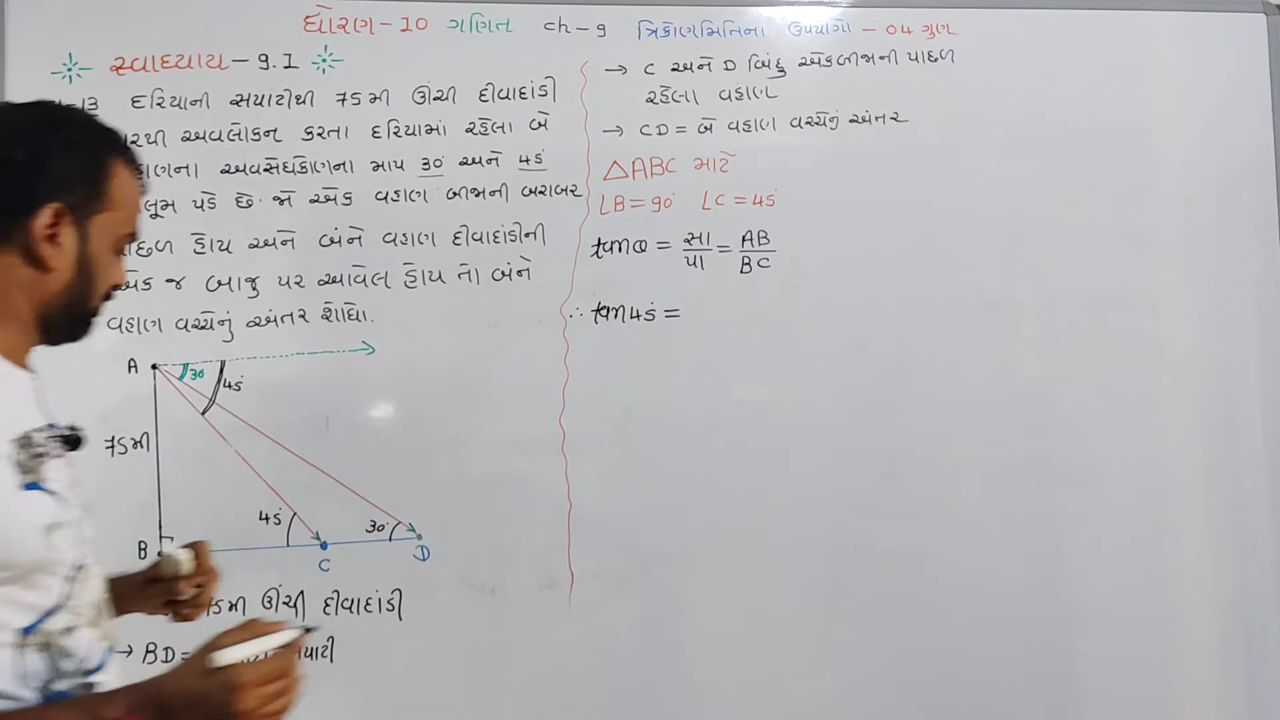 ધોરણ-10 ગણિત ch-9 ત્રિકોણમિતિના ઉપયોગો - 04 ગુણ
સ્વાધ્યાય-9.1
13 દરિયાની સપાટીથી 75મી ઊંચી દીવાદાંડી
પરથી અવલોકન કરતા દરિયામાં રહેલા બે
અવસેધકોણના માપ 30° અને 45°
પડે છે. જો એક વહાણ બીજાની બરાબર
હોય અને બંને વહાણ દીવાદાંડીની
એક જ બાજુ પર આવેલ હોય તો બંને
વહાણ વચ્ચેનું અંતર શોધો.
A 30° 45°
75મી
45° 30°
B C D
75મી ઊંચી દીવાદાંડી
→ BD =
→ C અને D બિંદુ એકબીજાની પાછળ
રહેલા વહાણ
→ CD = બે વહાણ વચ્ચેનું અંતર
△ABC માટે
∠B = 90° ∠C = 45°
tanθ = સા/પા = AB/BC
∴ tan45° =